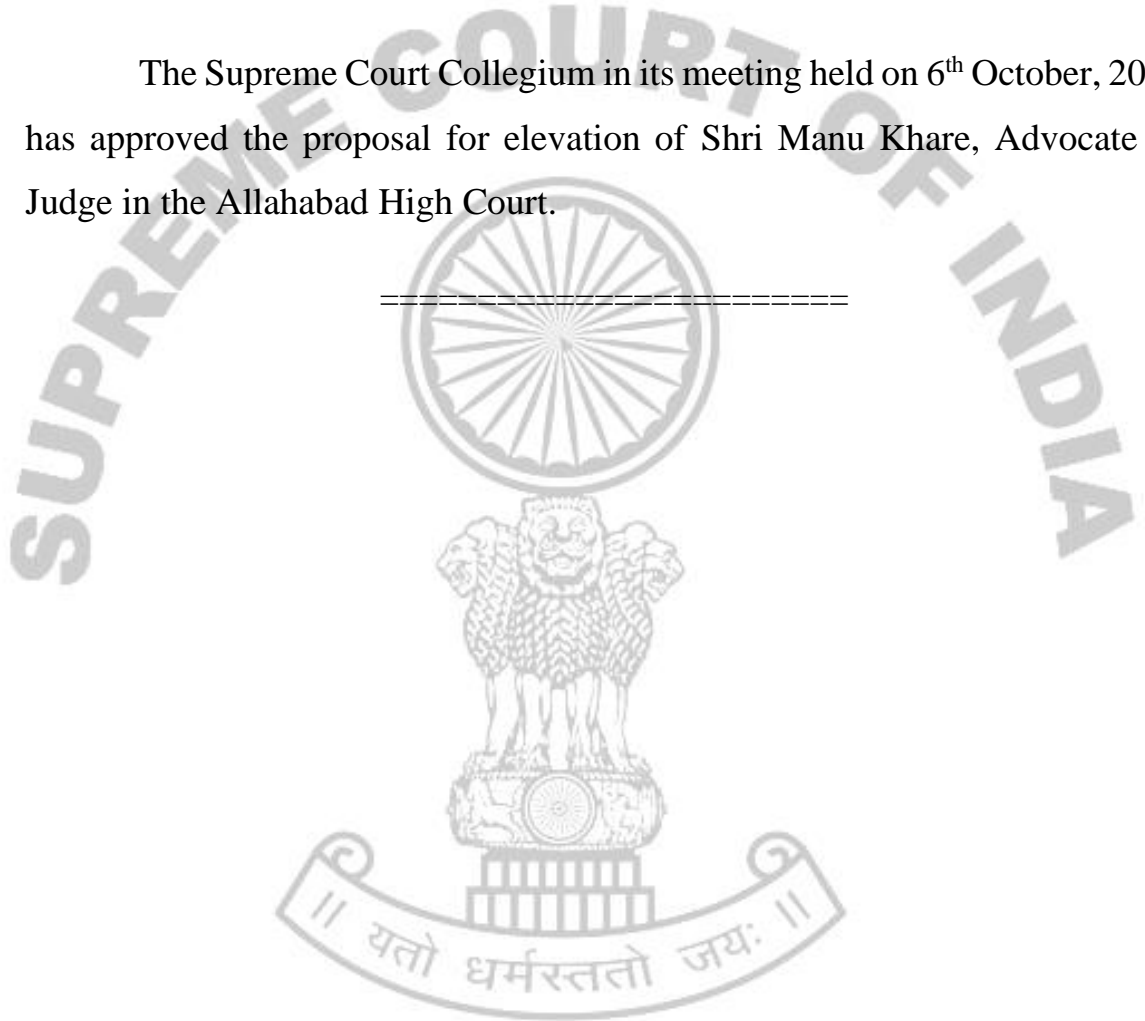 The Supreme Court Collegium in its meeting held on 6th October, 20
has approved the proposal for elevation of Shri Manu Khare, Advocate
Judge in the Allahabad High Court.
========================
SUPREME COURT OF INDIA
॥ यतो धर्मस्ततो जयः ॥